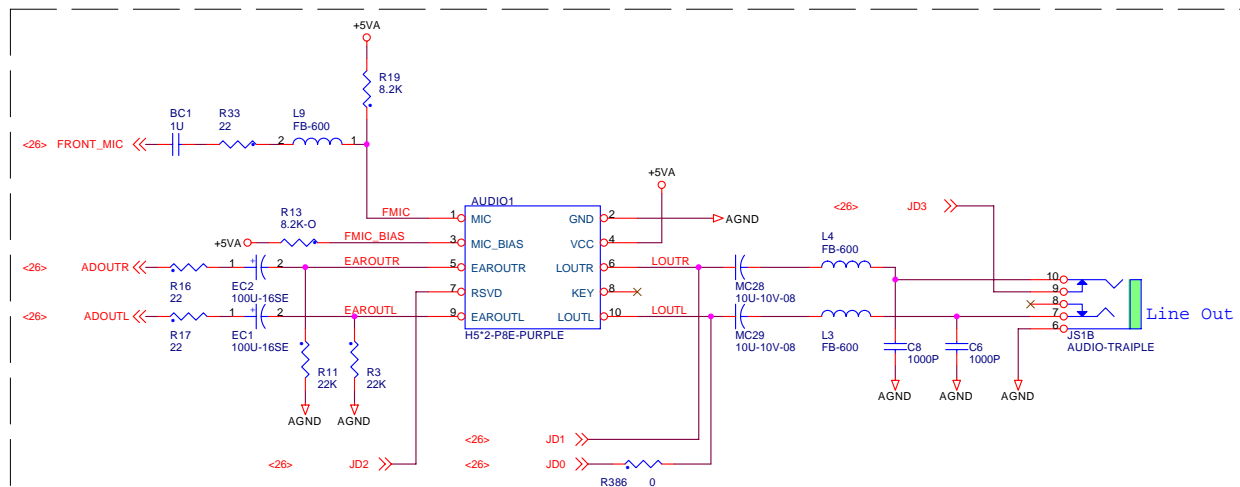 +5VA
R19
8.2K
BC1
1U
R33
22
L9
FB-600
<26> FRONT_MIC
2
1
+5VA
AUDIO1
<26> JD3
R13
8.2K-O
FMIC
1
MIC
GND
2
AGND
L4
FB-600
+5VA
FMIC_BIAS
3
MIC_BIAS
VCC
4
<26> ADOUTR
1
2
EAROUTR
5
EAROUTR
LOUTR
6
LOUTR
10
R16
22
EC2
100U-16SE
7
RSVD
KEY
8
MC28
10U-10V-08
9
8
<26> ADOUTL
1
2
EAROUTL
9
EAROUTL
LOUTL
10
LOUTL
7
Line Out
6
R17
22
EC1
100U-16SE
H5*2-P8E-PURPLE
MC29
10U-10V-08
L3
FB-600
JS1B
AUDIO-TRAIPLE
C8
1000P
C6
1000P
R11
22K
R3
22K
AGND
AGND
AGND
AGND
AGND
<26> JD1
<26> JD2
<26> JD0
R386
0